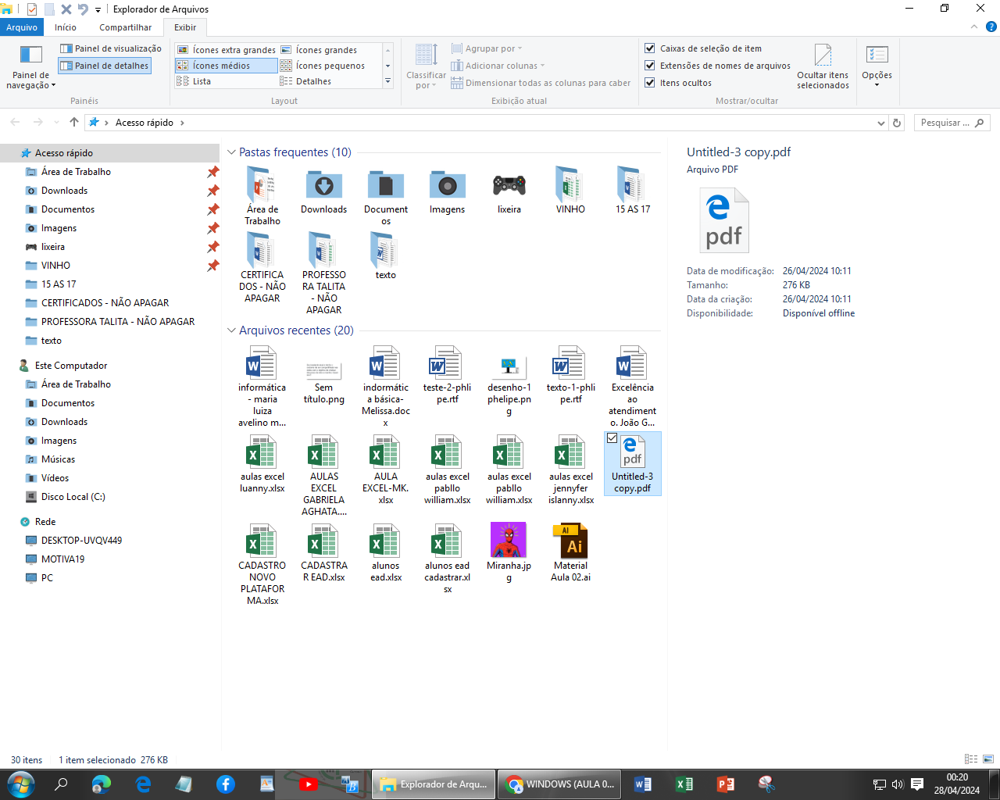 Explorador de Arquivos
Arquivo Início Compartilhar Exibir
Painel de navegação
Painel de visualização
Painel de detalhes
Painéis
Ícones extra grandes Ícones grandes
Ícones médios Ícones pequenos
Lista Detalhes
Layout
Classificar por
Agrupar por
Adicionar colunas
Dimensionar todas as colunas para caber
Exibição atual
Caixas de seleção de item
Extensões de nomes de arquivos
Itens ocultos
Ocultar itens selecionados
Mostrar/ocultar
Opções
Acesso rápido
Pesquisar ...
Acesso rápido
Área de Trabalho
Downloads
Documentos
Imagens
lixeira
VINHO
15 AS 17
CERTIFICADOS - NÃO APAGAR
PROFESSORA TALITA - NÃO APAGAR
texto
Este Computador
Área de Trabalho
Documentos
Downloads
Imagens
Músicas
Vídeos
Disco Local (C:)
Rede
DESKTOP-UVQV449
MOTIVA19
PC
Pastas frequentes (10)
Área de Trabalho
Downloads
Documentos
Imagens
lixeira
VINHO
15 AS 17
CERTIFICADOS - NÃO APAGAR
PROFESSORA TALITA - NÃO APAGAR
texto
Arquivos recentes (20)
informática - maria luiza avelino m...
Sem título.png
indormática básica- Melissa.docx
teste-2-phlipe.rtf
desenho-1 phelipe.png
texto-1-phlipe.rtf
Excelência ao atendimento. João G...
aulas excel luanny.xlsx
AULAS EXCEL GABRIELA AGHATA....
AULA EXCEL-MK.xlsx
aulas excel pabllo william.xlsx
aulas excel pabllo william.xlsx
aulas excel jennyfer islanny.xlsx
pdf
Untitled-3 copy.pdf
CADASTRO NOVO PLATAFORMA.xlsx
CADASTRAR EAD.xlsx
alunos ead.xlsx
alunos ead cadastrar.xlsx
Miranha.jpg
AI
Ai
Material Aula 02.ai
Untitled-3 copy.pdf
Arquivo PDF
pdf
Data de modificação: 26/04/2024 10:11
Tamanho: 276 KB
Data da criação: 26/04/2024 10:11
Disponibilidade: Disponível offline
30 itens 1 item selecionado 276 KB
Explorador de Arqu...
WINDOWS (AULA 0...
00:20
28/04/2024